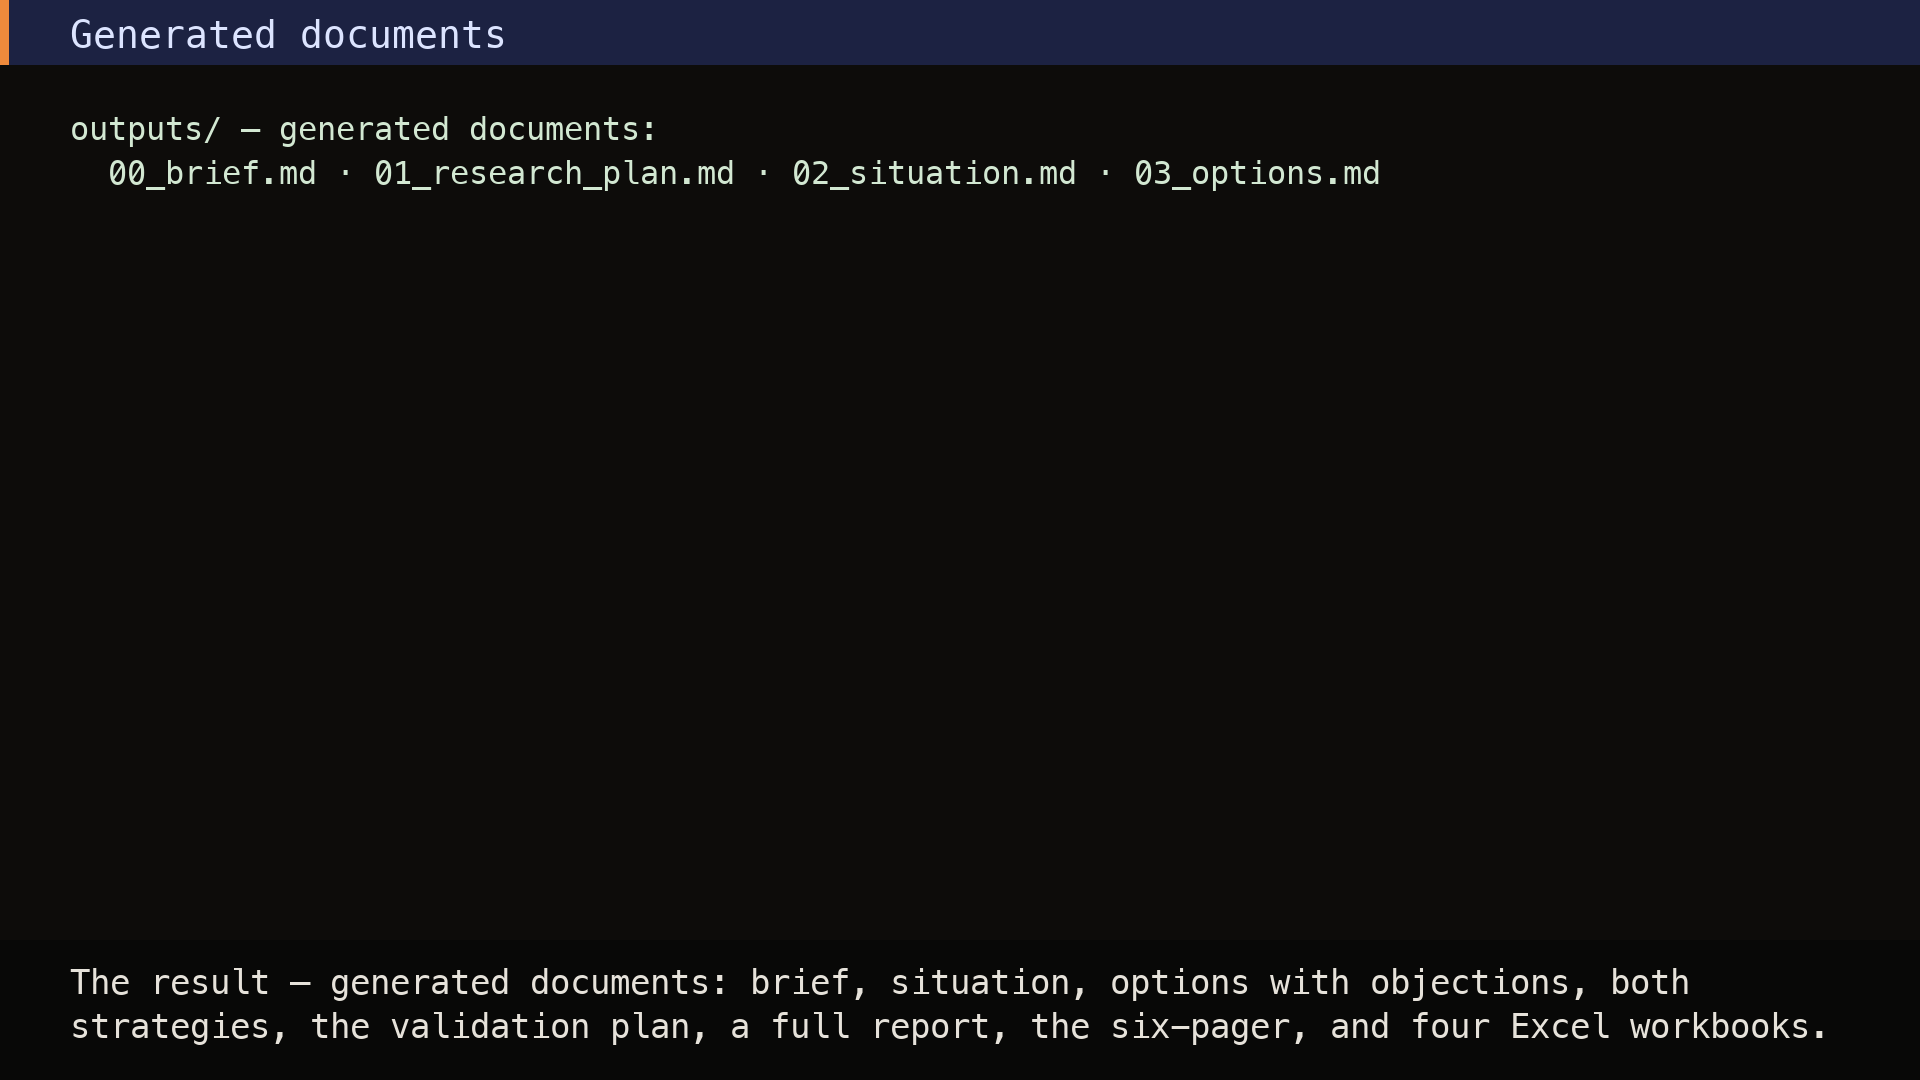 Generated documents
outputs/ — generated documents:
00_brief.md · 01_research_plan.md · 02_situation.md · 03_options.md
The result — generated documents: brief, situation, options with objections, both
strategies, the validation plan, a full report, the six-pager, and four Excel workbooks.